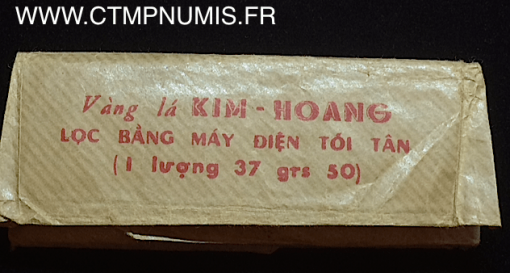 WWW.CTMPNUMIS.FR
Vàng lá KIM-HOANG
LỌC BẰNG MÁY ĐIỆN TỐI TÂN
(1 lượng 37 grs 50)